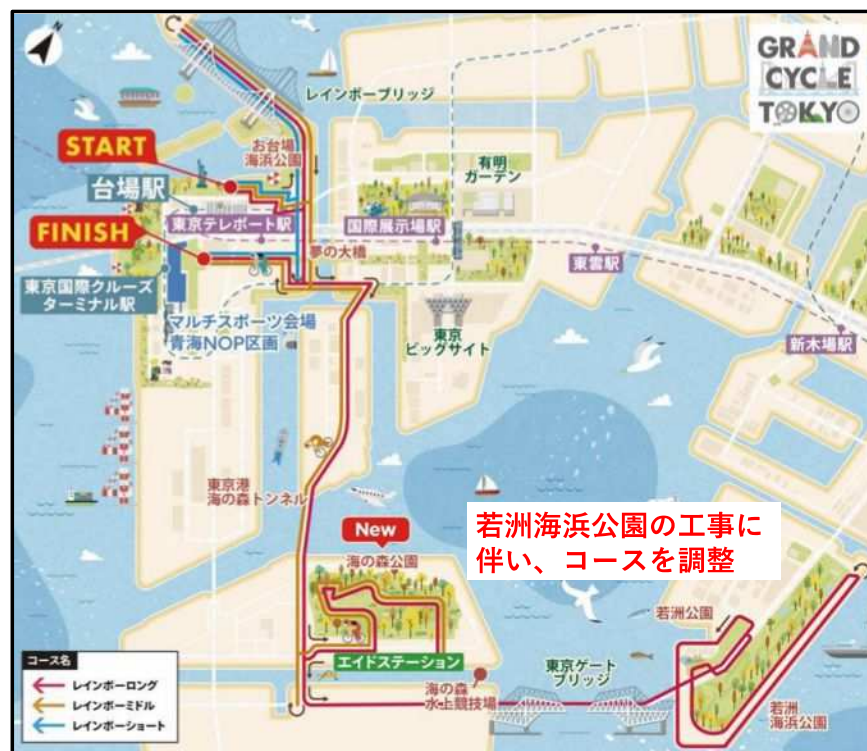 N
GRAND
CYCLE
TOKYO
レインボーブリッジ
START
お台場
海浜公園
有明
ガーデン
台場駅
FINISH
東京テレポート駅
国際展示場駅
夢の大橋
東雲駅
東京国際クルーズ
ターミナル駅
マルチスポーツ会場
青海NOP区画
東京
ビッグサイト
新木場駅
東京港
海の森トンネル
New
海の森公園
若洲海浜公園の工事に
伴い、コースを調整
若洲公園
エイドステーション
東京ゲート
ブリッジ
海の森
水上競技場
若洲
海浜公園
コース名
レインボーロング
レインボーミドル
レインボーショート